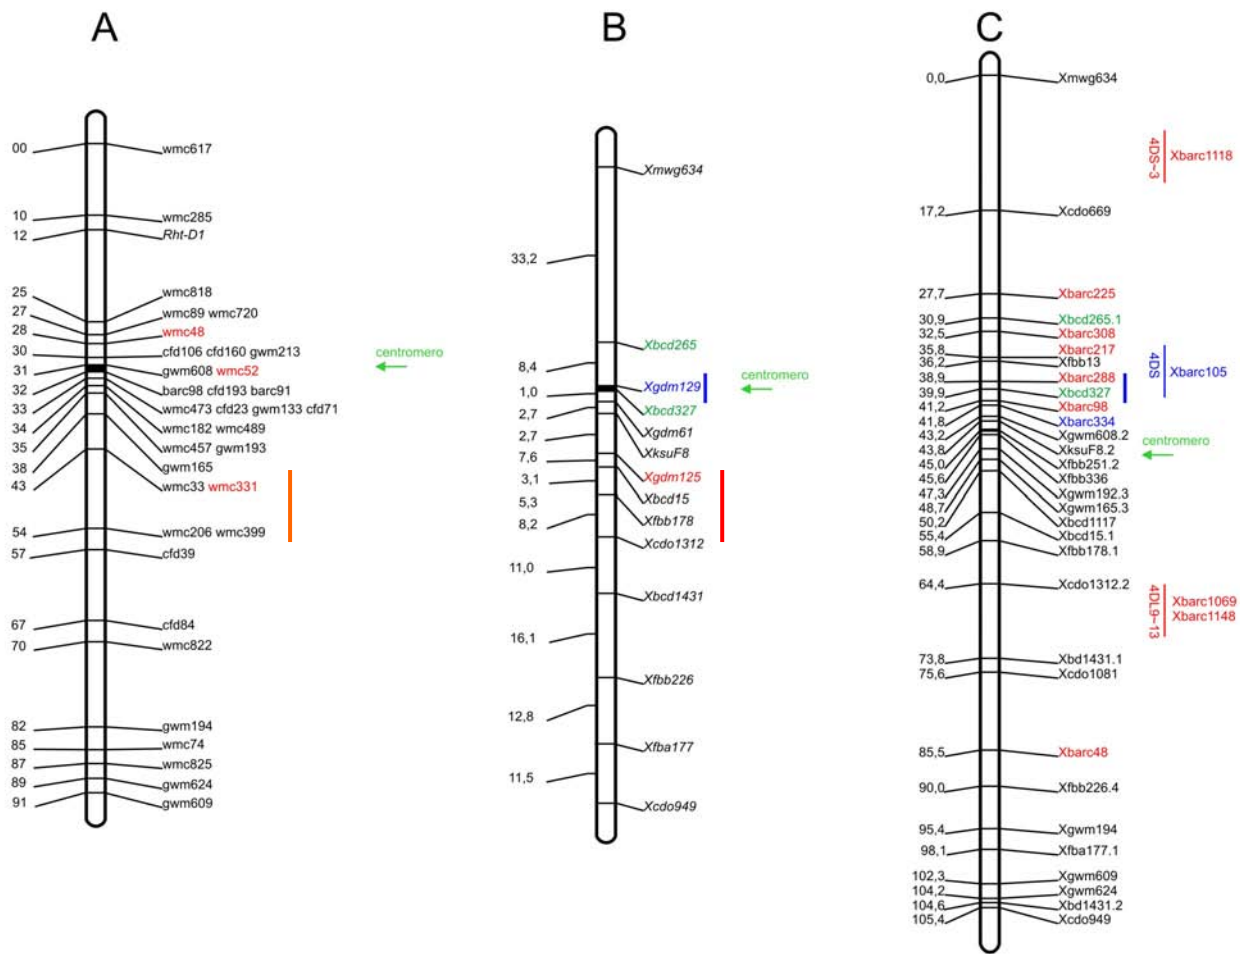 A
00 wmc617
10 wmc285
12 Rht-D1
25 wmc818
27 wmc89 wmc720
28 wmc48
30 cfd106 cfd160 gwm213
31 gwm608 wmc52
32 barc98 cfd193 barc91
33 wmc473 cfd23 gwm133 cfd71
34 wmc182 wmc489
35 wmc457 gwm193
38 gwm165
43 wmc33 wmc331
54 wmc206 wmc399
57 cfd39
67 cfd84
70 wmc822
82 gwm194
85 wmc74
87 wmc825
89 gwm624
91 gwm609
centromero
B
Xmwg634
33,2
Xbcd265
8,4
Xgdm129
1,0
Xbcd327
2,7
Xgdm61
2,7
XksuF8
7,6
Xgdm125
3,1
Xbcd15
5,3
Xfbb178
8,2
Xcdo1312
11,0
Xbcd1431
16,1
Xfbb226
12,8
Xfba177
11,5
Xcdo949
centromero
C
0,0 Xmwg634
17,2 Xcdo669
27,7 Xbarc225
30,9 Xbcd265.1
32,5 Xbarc308
35,8 Xbarc217
36,2 Xfbb13
38,9 Xbarc288
39,9 Xbcd327
41,2 Xbarc98
41,8 Xbarc334
43,2 Xgwm608.2
43,8 XksuF8.2
45,0 Xfbb251.2
45,6 Xfbb336
47,3 Xgwm192.3
48,7 Xgwm165.3
50,2 Xbcd1117
55,4 Xbcd15.1
58,9 Xfbb178.1
64,4 Xcdo1312.2
73,8 Xbd1431.1
75,6 Xcdo1081
85,5 Xbarc48
90,0 Xfbb226.4
95,4 Xgwm194
98,1 Xfba177.1
102,3 Xgwm609
104,2 Xgwm624
104,6 Xbd1431.2
105,4 Xcdo949
4DS~3 Xbarc1118
4DS Xbarc105
centromero
4DL9~13 Xbarc1069
Xbarc1148